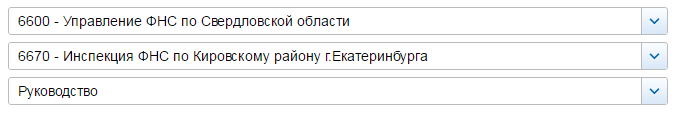 6600 - Управление ФНС по Свердловской области
6670 - Инспекция ФНС по Кировскому району г.Екатеринбурга
Руководство